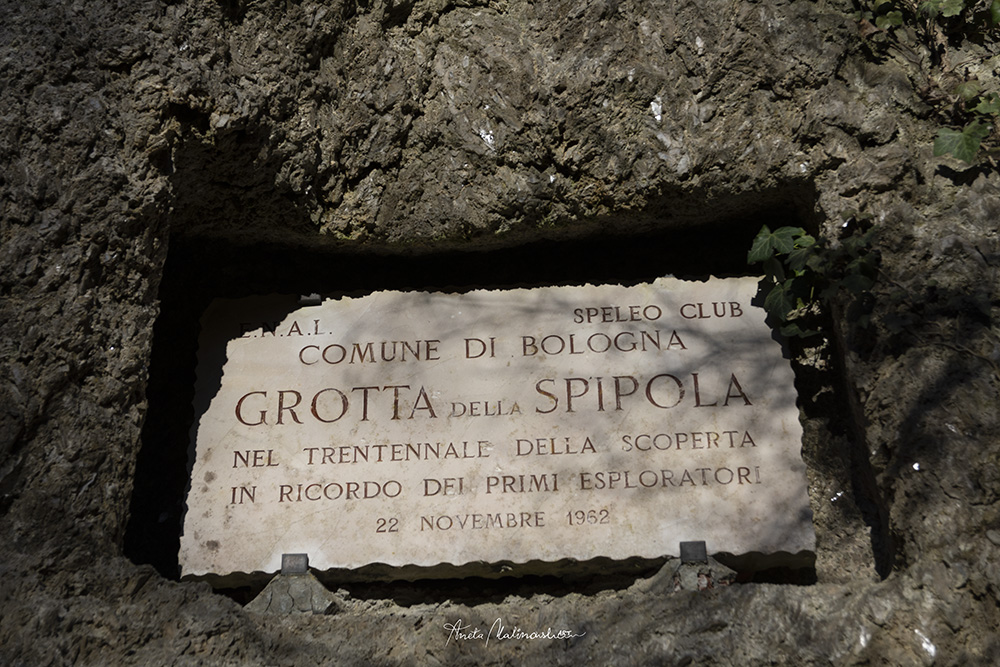 E.N.A.L. SPELEO CLUB
COMUNE DI BOLOGNA
GROTTA DELLA SPIPOLA
NEL TRENTENNALE DELLA SCOPERTA
IN RICORDO DEI PRIMI ESPLORATORI
22 NOVEMBRE 1962
Aneta